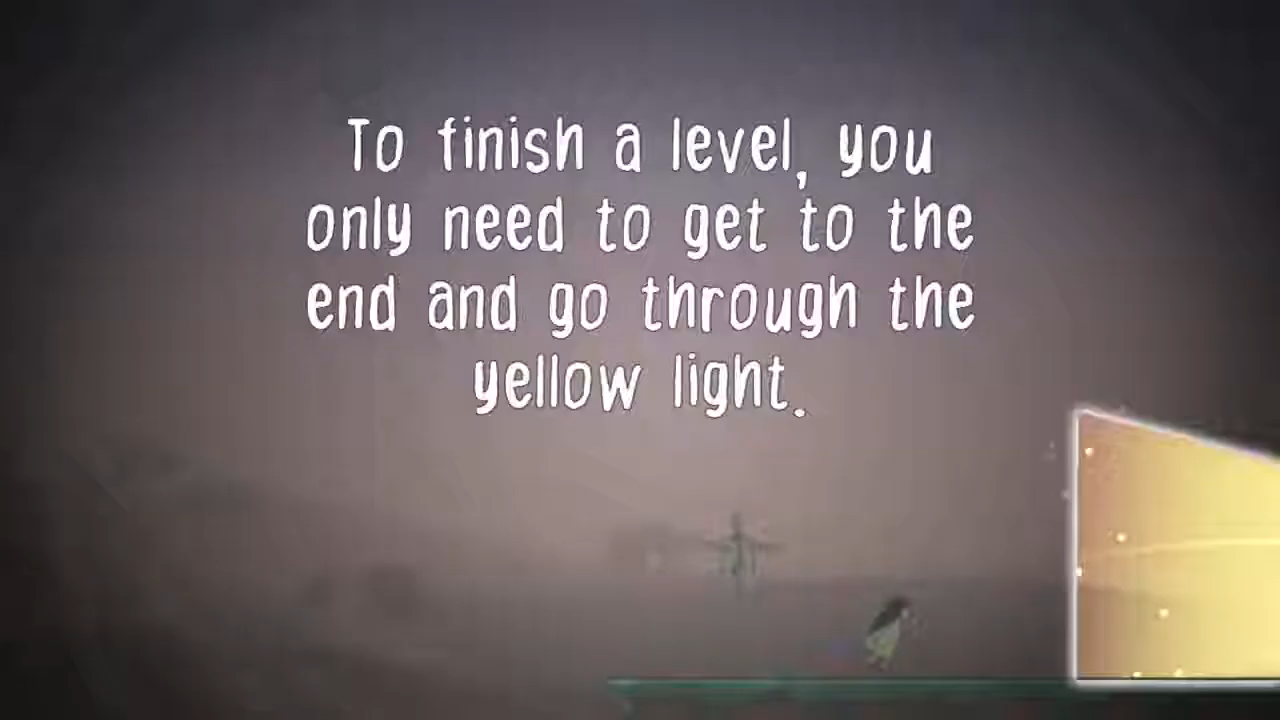 To finish a level, you
only need to get to the
end and go through the
yellow light.